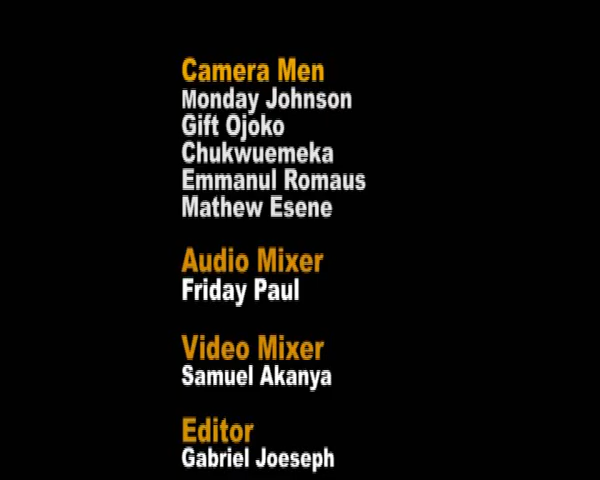 Camera Men
Monday Johnson
Gift Ojoko
Chukwuemeka
Emmanul Romaus
Mathew Esene
Audio Mixer
Friday Paul
Video Mixer
Samuel Akanya
Editor
Gabriel Joeseph